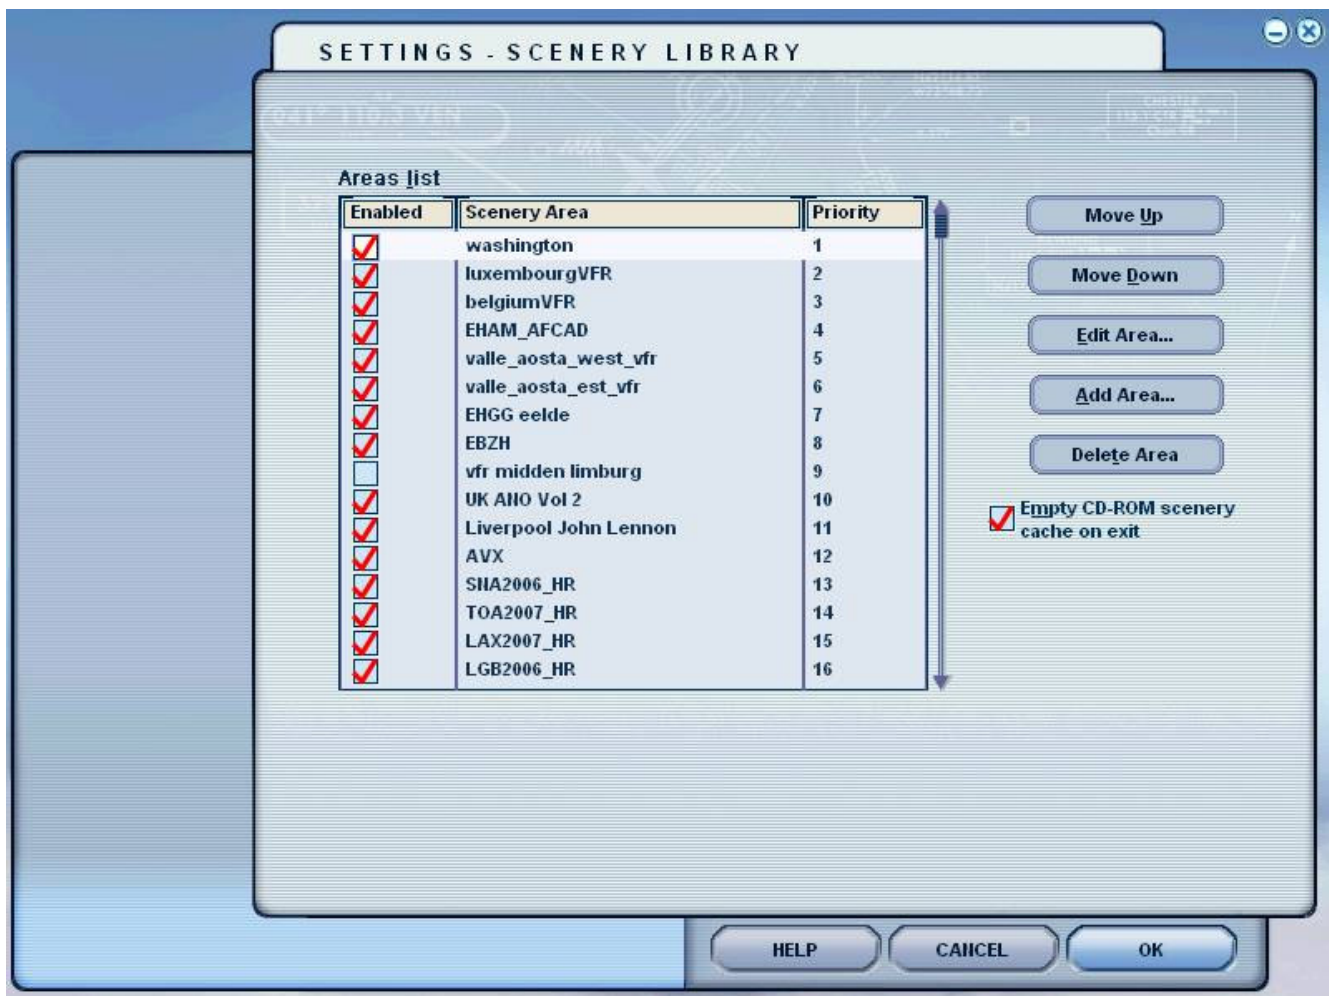 SETTINGS - SCENERY LIBRARY
Areas list
Enabled Scenery Area Priority
washington 1
luxembourgVFR 2
belgiumVFR 3
EHAM_AFCAD 4
valle_aosta_west_vfr 5
valle_aosta_est_vfr 6
EHGG eelde 7
EBZH 8
vfr midden limburg 9
UK ANO Vol 2 10
Liverpool John Lennon 11
AVX 12
SNA2006_HR 13
TOA2007_HR 14
LAX2007_HR 15
LGB2006_HR 16
Move Up
Move Down
Edit Area...
Add Area...
Delete Area
Empty CD-ROM scenery
cache on exit
HELP CANCEL OK